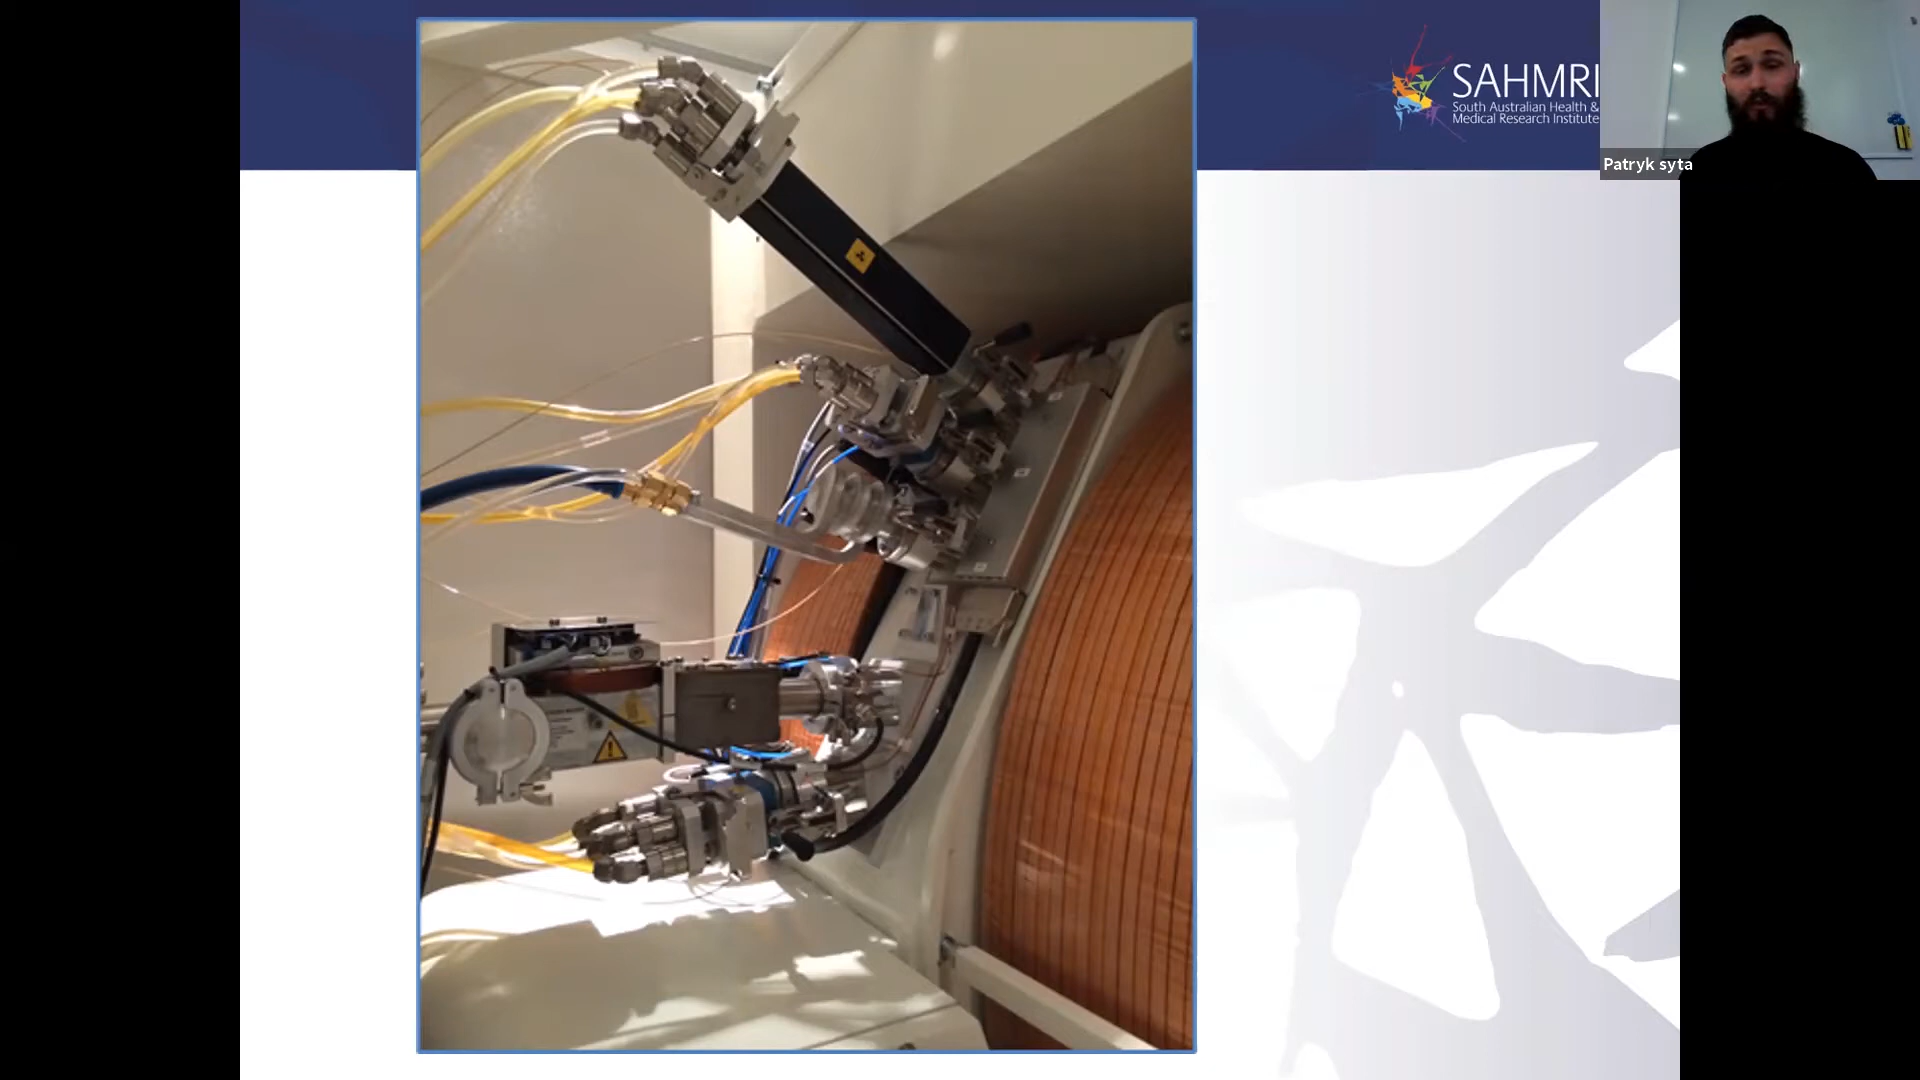 SAHMRI
South Australian Health &
Medical Research Institute
Patryk syta